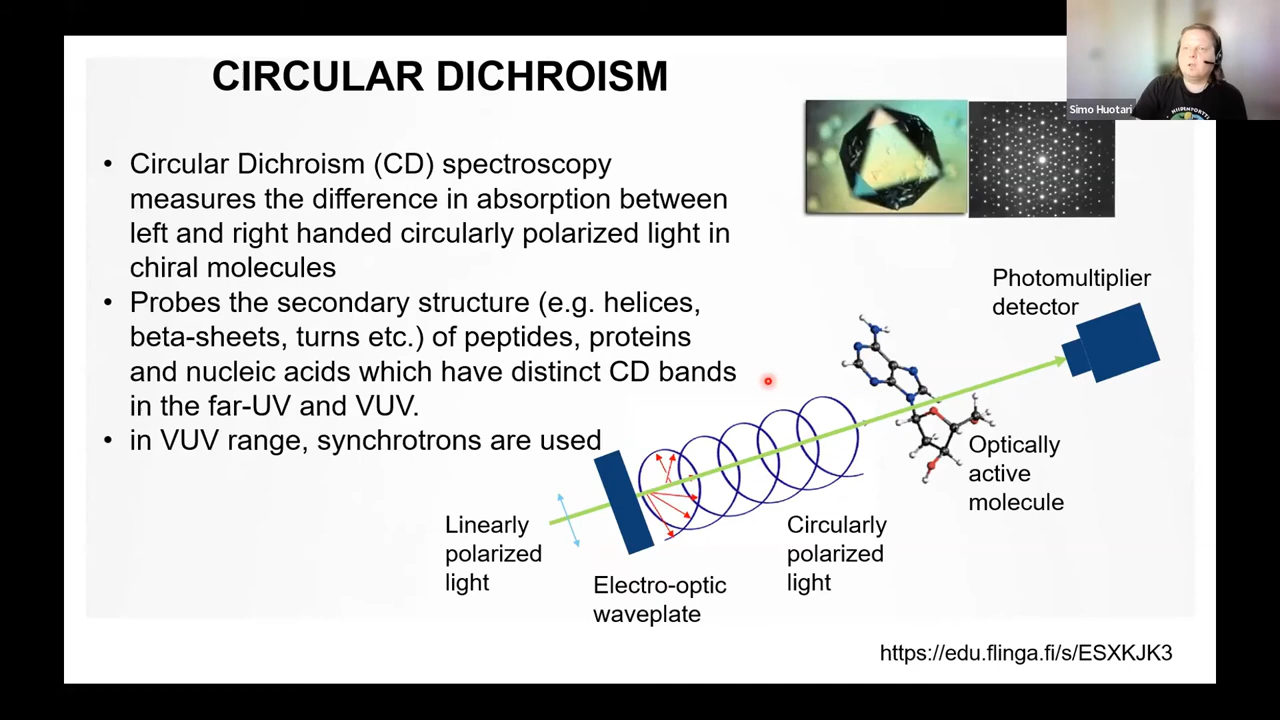 CIRCULAR DICHROISM
Simo Huotari
• Circular Dichroism (CD) spectroscopy
measures the difference in absorption between
left and right handed circularly polarized light in
chiral molecules
• Probes the secondary structure (e.g. helices,
beta-sheets, turns etc.) of peptides, proteins
and nucleic acids which have distinct CD bands
in the far-UV and VUV.
• in VUV range, synchrotrons are used
Photomultiplier
detector
Optically
active
molecule
Linearly
polarized
light
Circularly
polarized
light
Electro-optic
waveplate
https://edu.flinga.fi/s/ESXKJK3